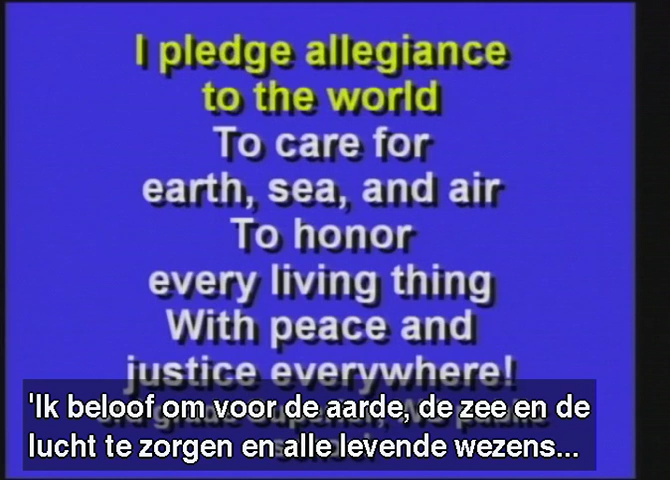 I pledge allegiance
to the world
To care for
earth, sea, and air
To honor
every living thing
With peace and
justice everywhere!
'Ik beloof om voor de aarde, de zee en de
lucht te zorgen en alle levende wezens...